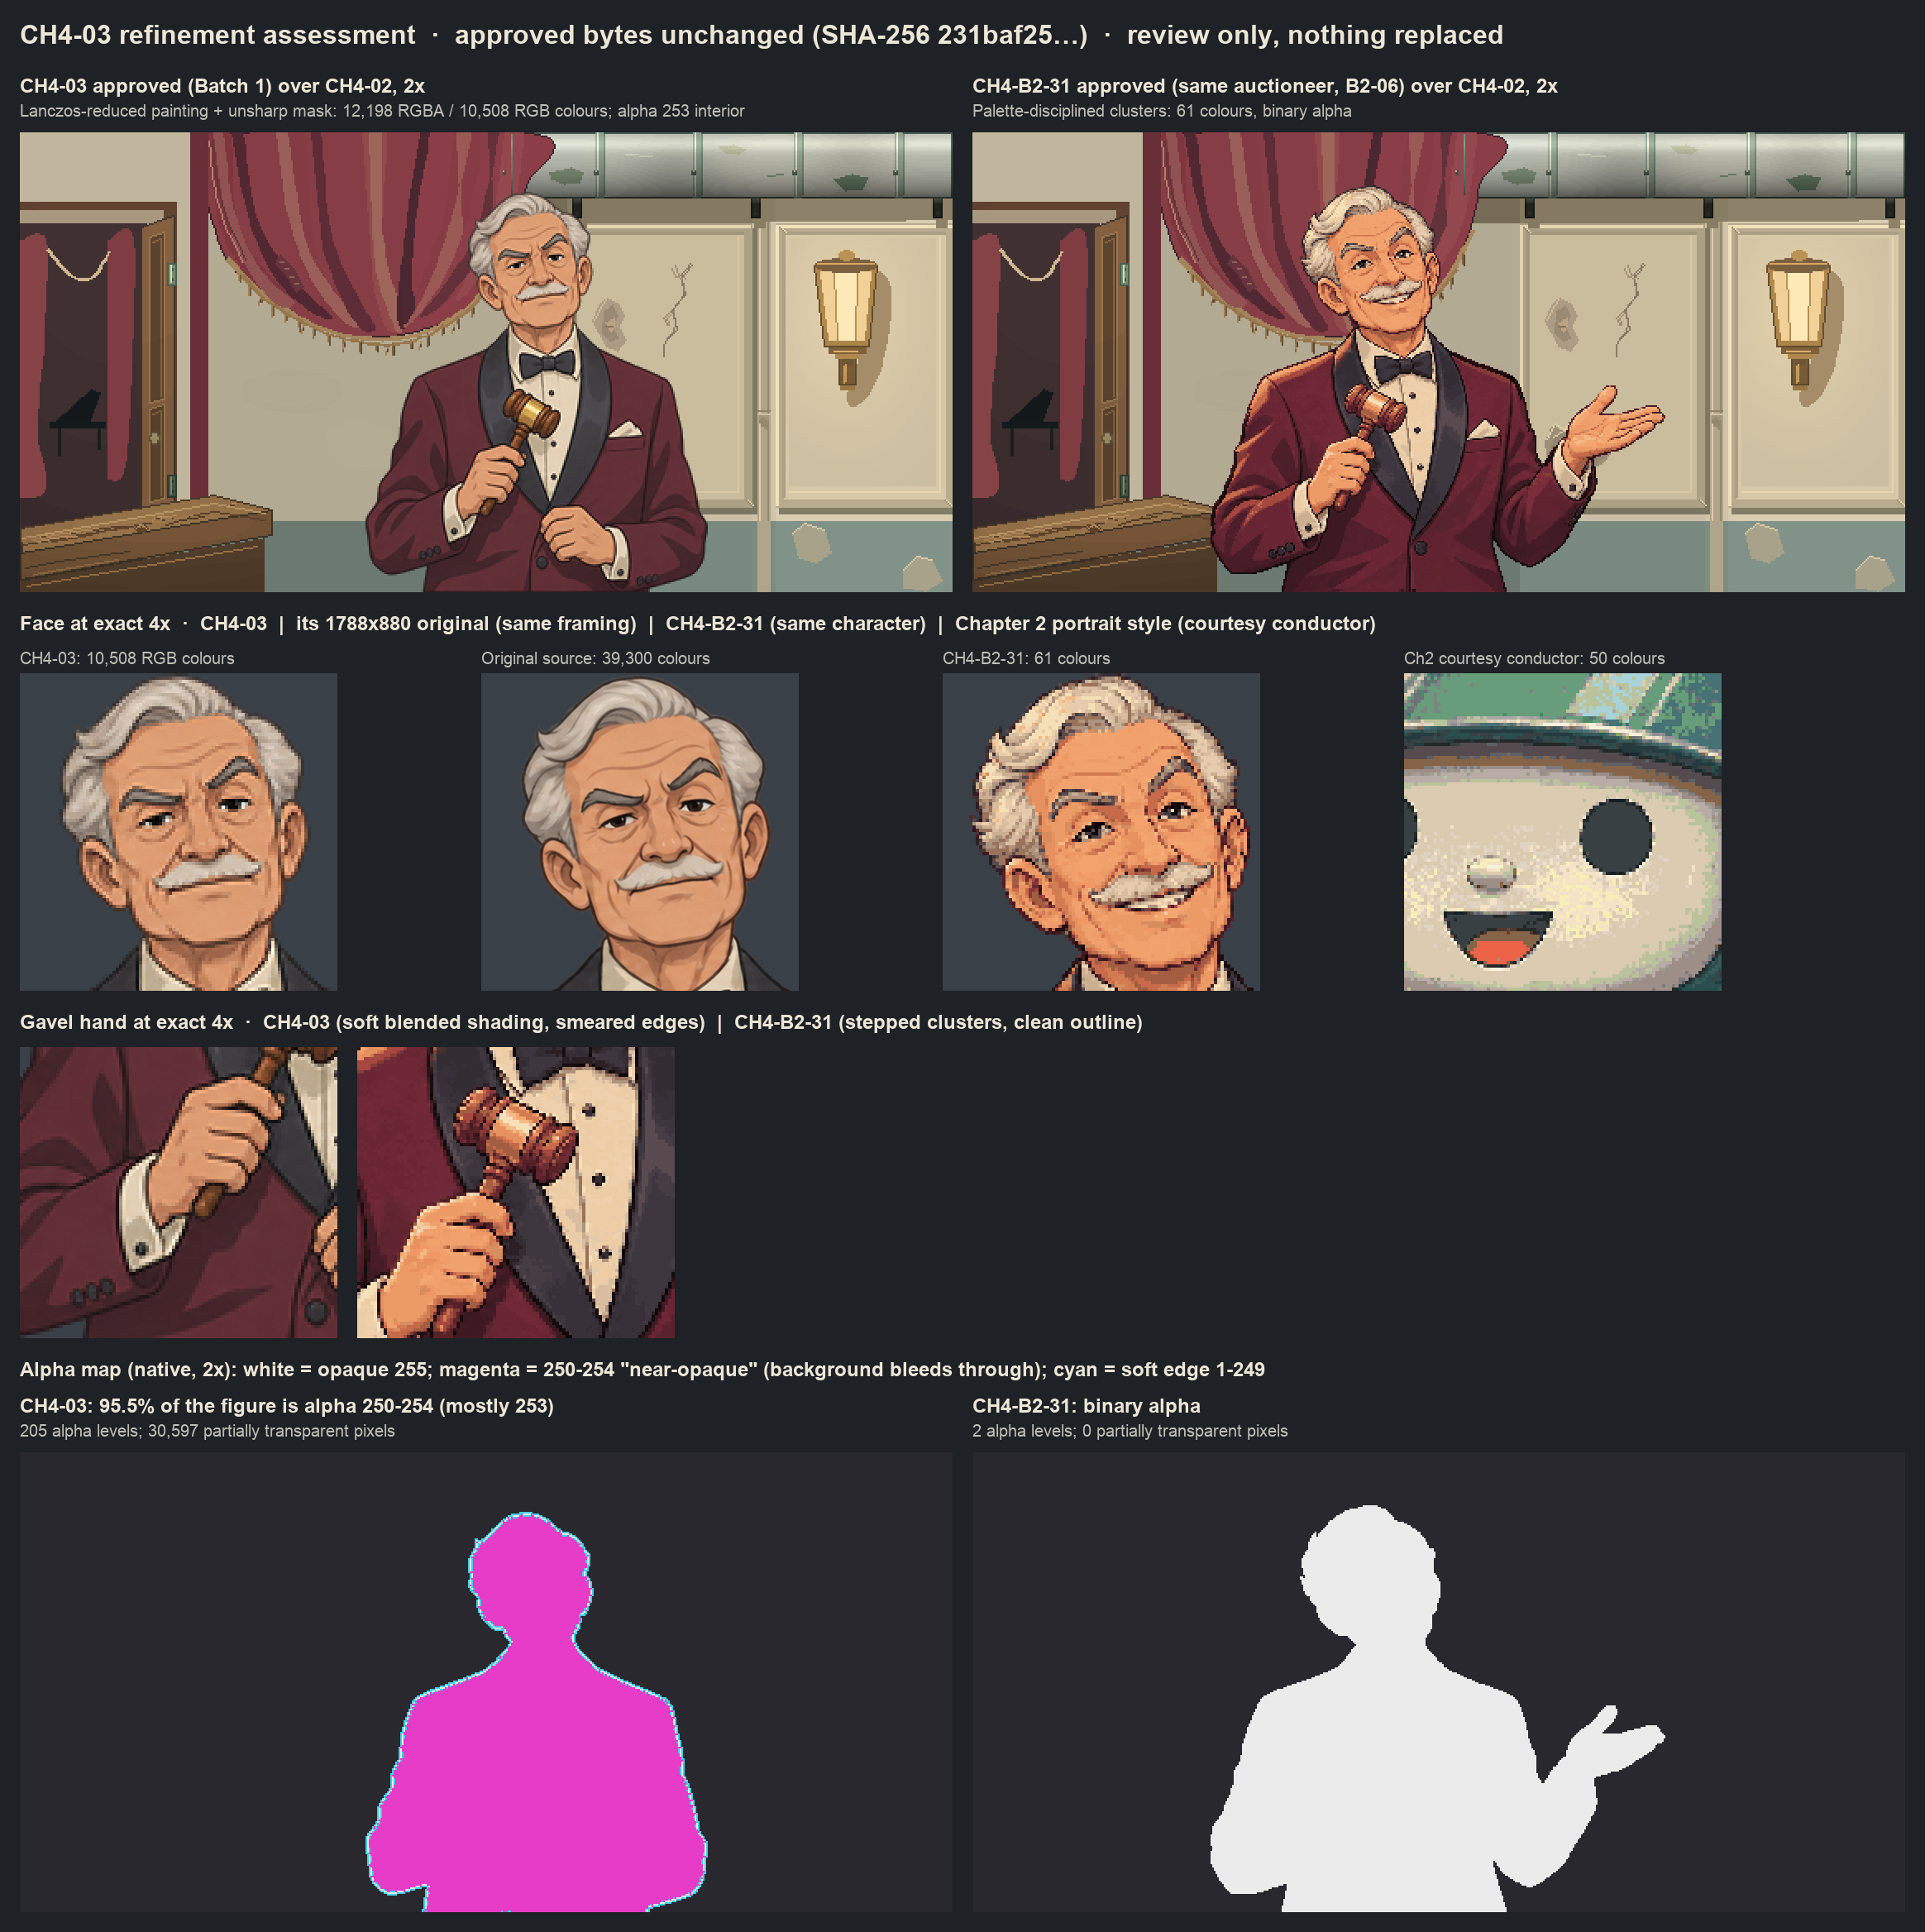 CH4-03 refinement assessment · approved bytes unchanged (SHA-256 231baf25…) · review only, nothing replaced
CH4-03 approved (Batch 1) over CH4-02, 2x
Lanczos-reduced painting + unsharp mask: 12,198 RGBA / 10,508 RGB colours; alpha 253 interior
CH4-B2-31 approved (same auctioneer, B2-06) over CH4-02, 2x
Palette-disciplined clusters: 61 colours, binary alpha
Face at exact 4x · CH4-03 | its 1788x880 original (same framing) | CH4-B2-31 (same character) | Chapter 2 portrait style (courtesy conductor)
CH4-03: 10,508 RGB colours
Original source: 39,300 colours
CH4-B2-31: 61 colours
Ch2 courtesy conductor: 50 colours
Gavel hand at exact 4x · CH4-03 (soft blended shading, smeared edges) | CH4-B2-31 (stepped clusters, clean outline)
Alpha map (native, 2x): white = opaque 255; magenta = 250-254 "near-opaque" (background bleeds through); cyan = soft edge 1-249
CH4-03: 95.5% of the figure is alpha 250-254 (mostly 253)
205 alpha levels; 30,597 partially transparent pixels
CH4-B2-31: binary alpha
2 alpha levels; 0 partially transparent pixels